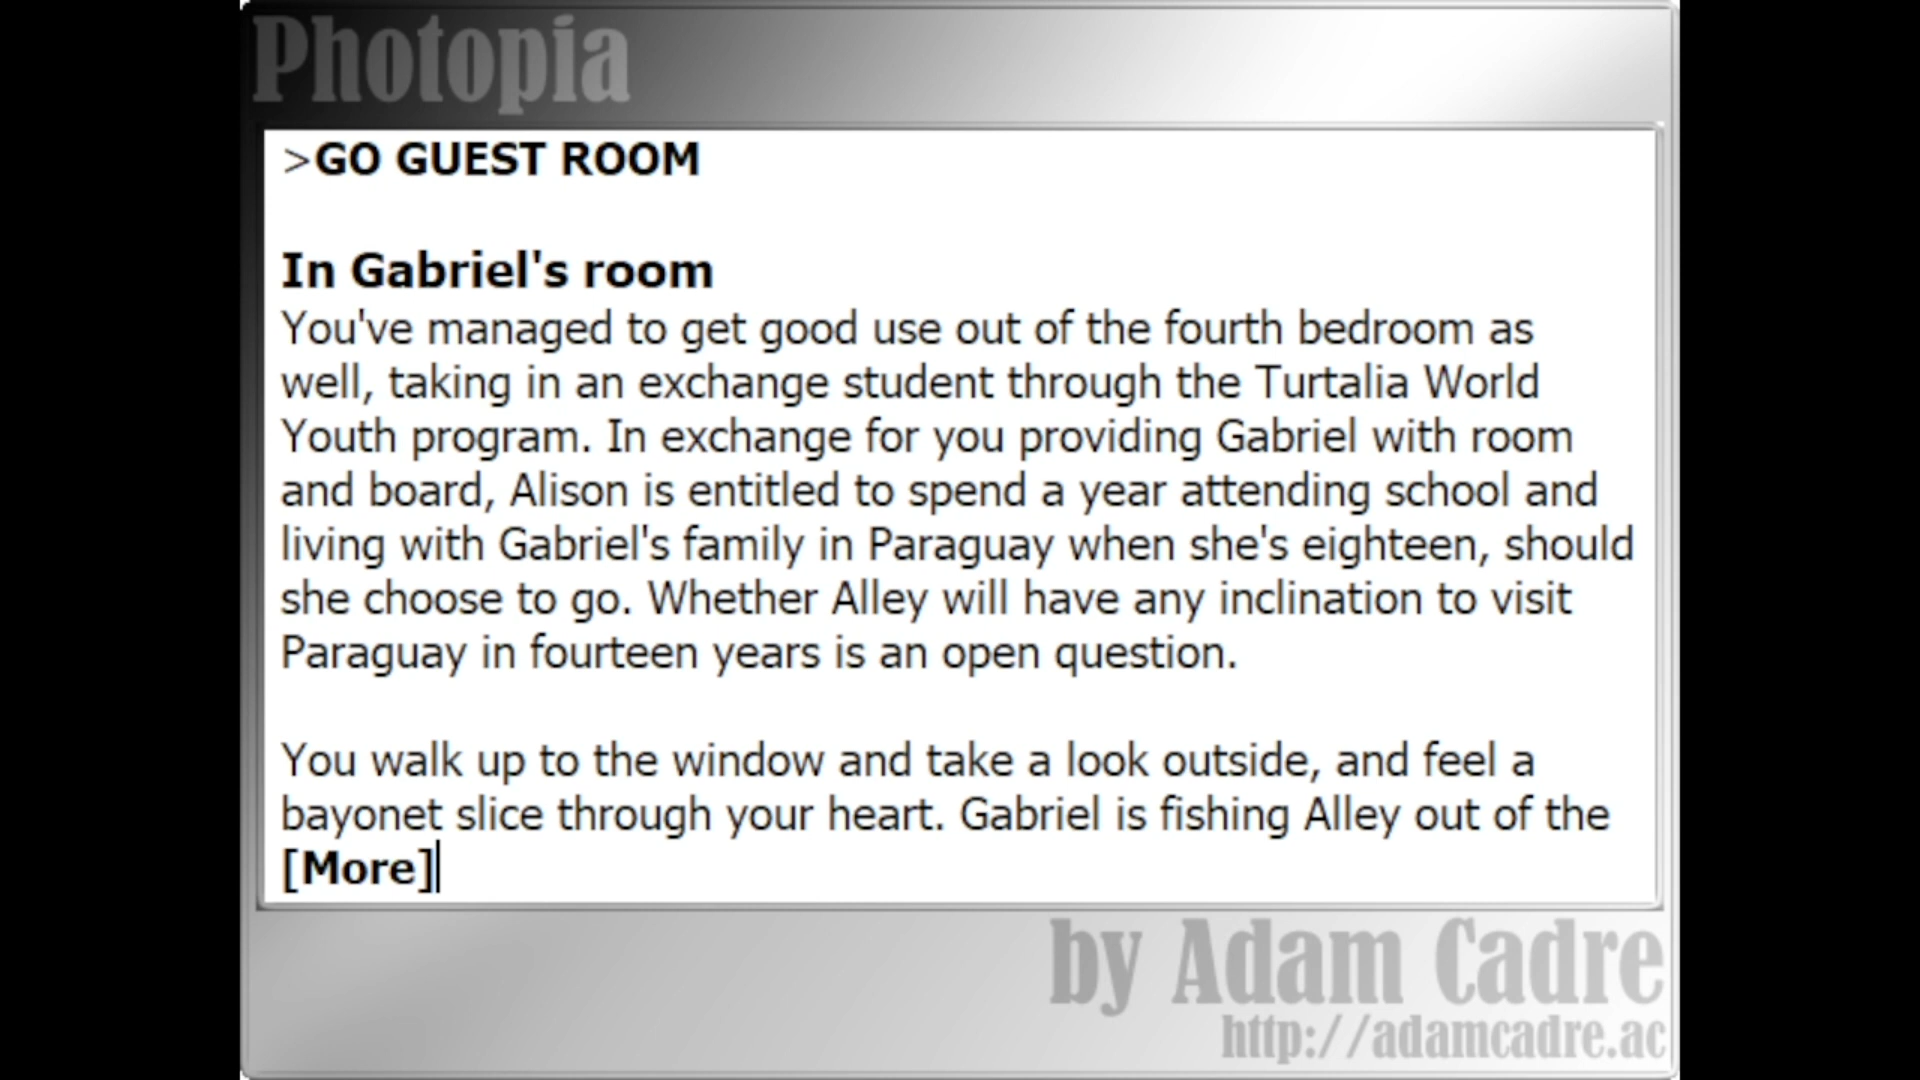 Photopia
>GO GUEST ROOM
In Gabriel's room
You've managed to get good use out of the fourth bedroom as
well, taking in an exchange student through the Turtalia World
Youth program. In exchange for you providing Gabriel with room
and board, Alison is entitled to spend a year attending school and
living with Gabriel's family in Paraguay when she's eighteen, should
she choose to go. Whether Alley will have any inclination to visit
Paraguay in fourteen years is an open question.
You walk up to the window and take a look outside, and feel a
bayonet slice through your heart. Gabriel is fishing Alley out of the
[More]
by Adam Cadre
http://adamcadre.ac